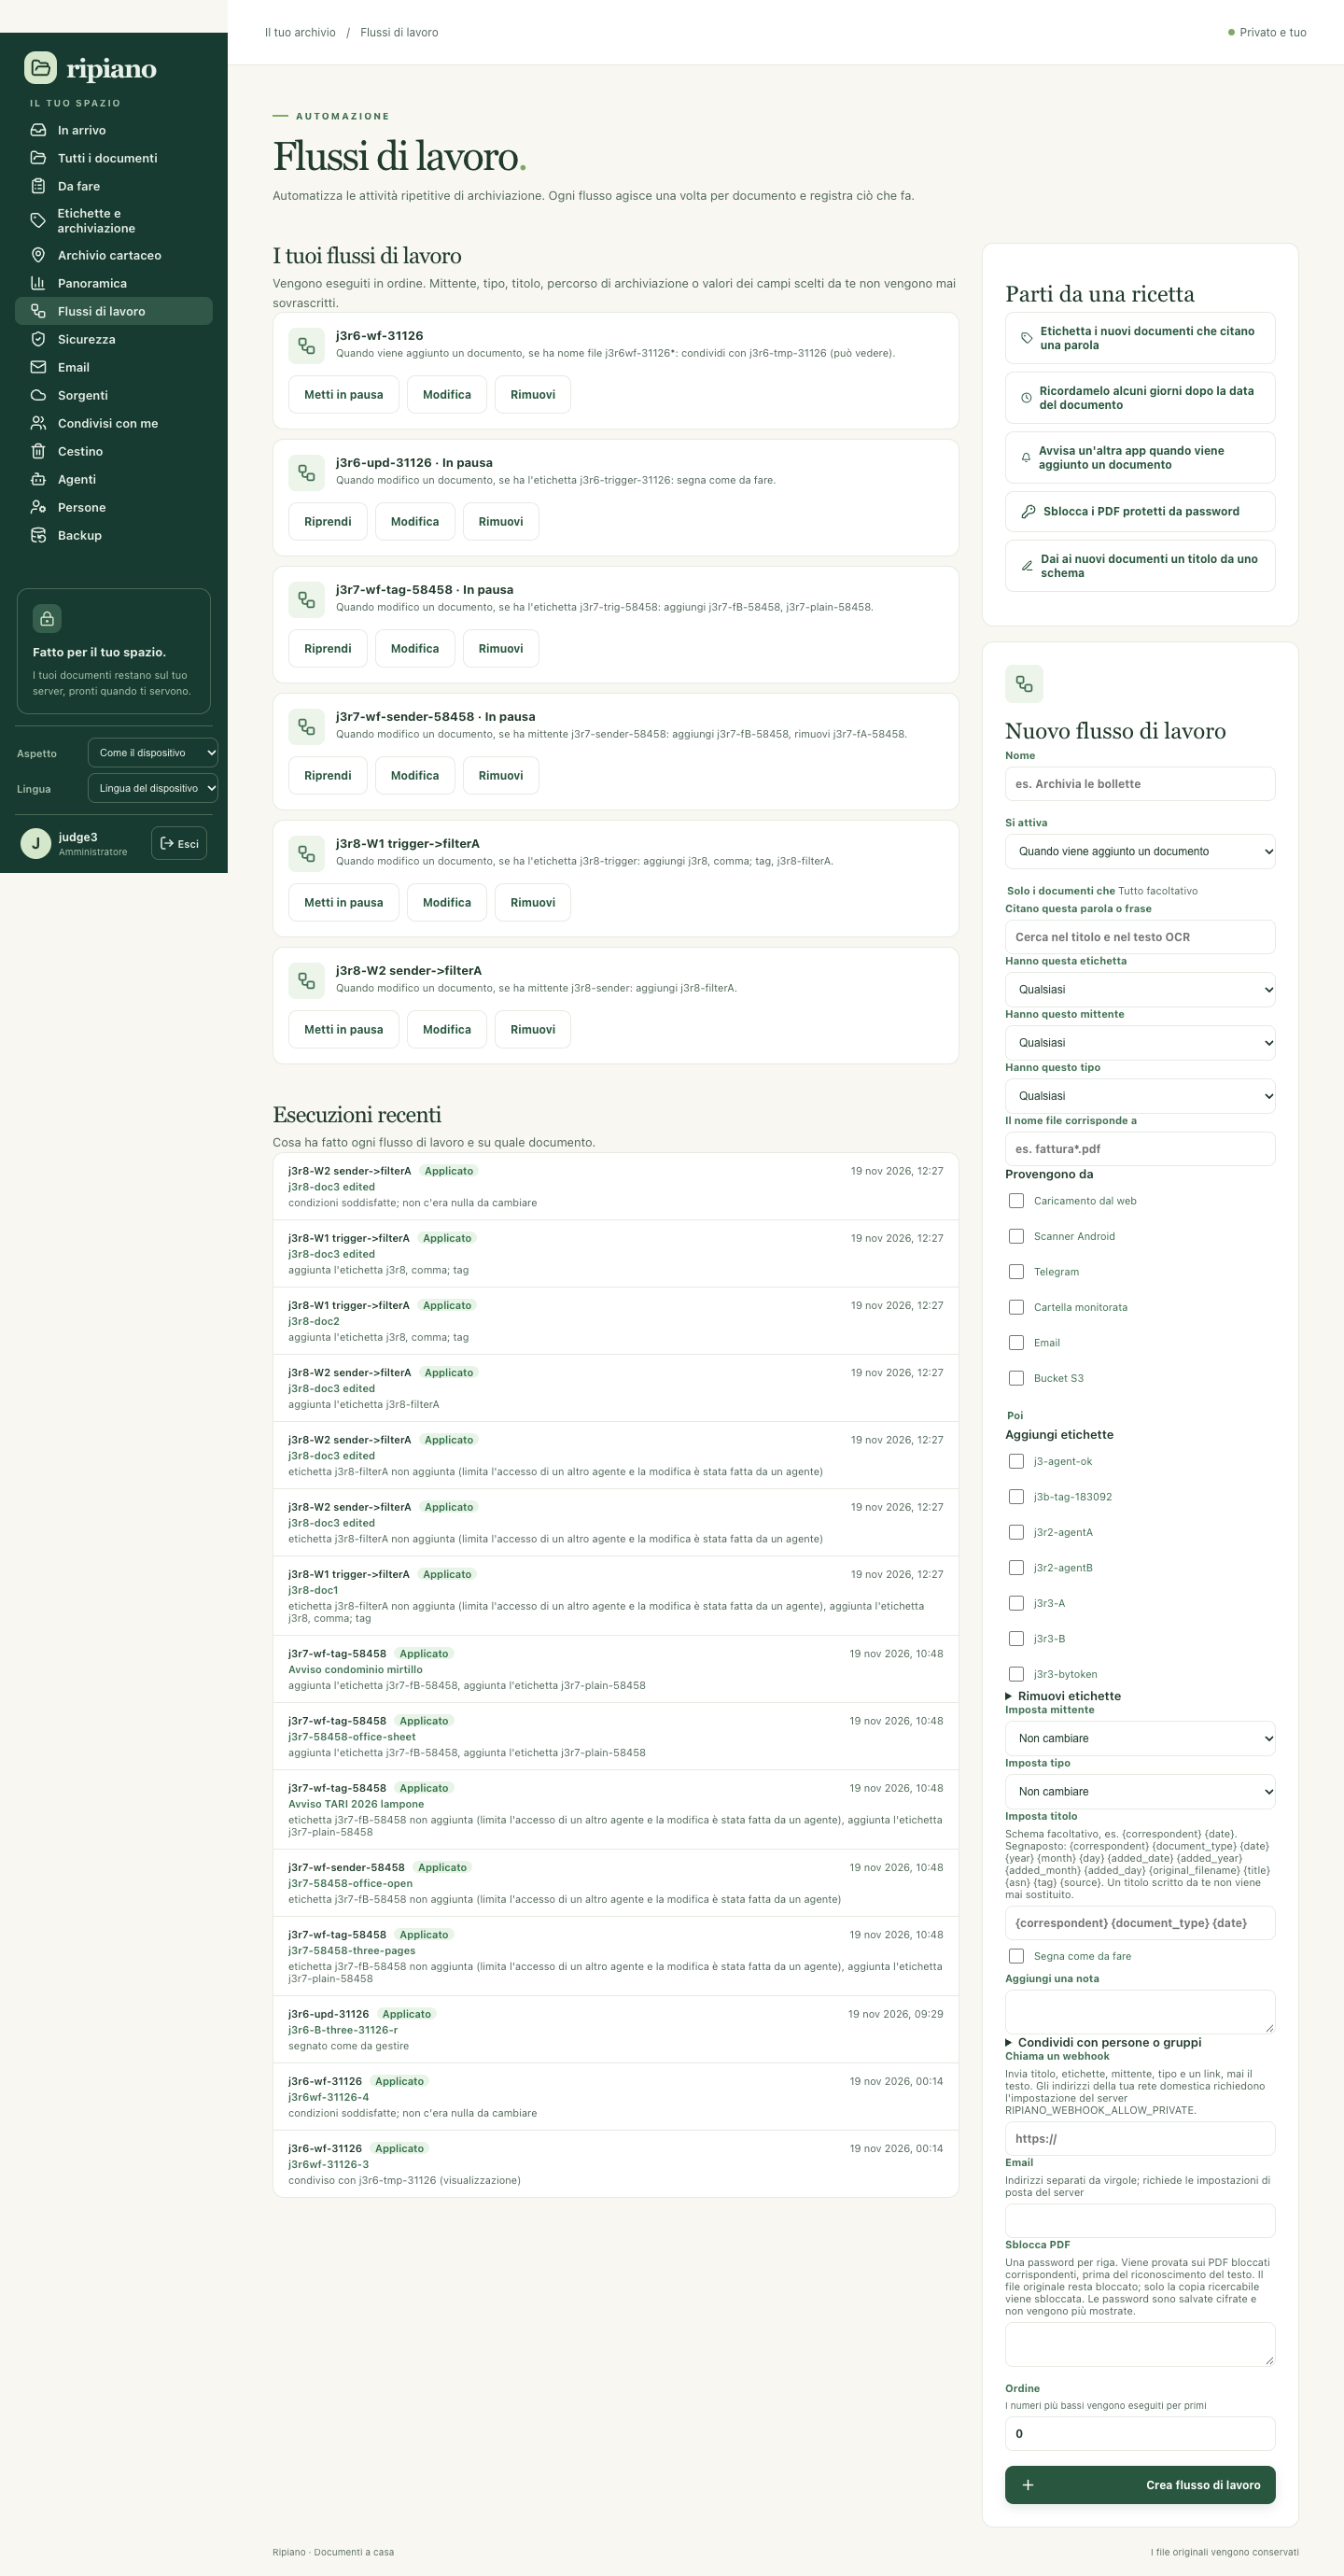 ripiano
IL TUO SPAZIO
In arrivo
Tutti i documenti
Da fare
Etichette e
archiviazione
Archivio cartaceo
Panoramica
Flussi di lavoro
Sicurezza
Email
Sorgenti
Condivisi con me
Cestino
Agenti
Persone
Backup
Fatto per il tuo spazio.
I tuoi documenti restano sul tuo
server, pronti quando ti servono.
Aspetto
Come il dispositivo
Lingua
Lingua del dispositivo
J
judge3
Amministratore
Esci
Il tuo archivio / Flussi di lavoro
Privato e tuo
AUTOMAZIONE
Flussi di lavoro.
Automatizza le attività ripetitive di archiviazione. Ogni flusso agisce una volta per documento e registra ciò che fa.
I tuoi flussi di lavoro
Vengono eseguiti in ordine. Mittente, tipo, titolo, percorso di archiviazione o valori dei campi scelti da te non vengono mai
sovrascritti.
j3r6-wf-31126
Quando viene aggiunto un documento, se ha nome file j3r6wf-31126*: condividi con j3r6-tmp-31126 (può vedere).
Metti in pausa
Modifica
Rimuovi
j3r6-upd-31126 · In pausa
Quando modifico un documento, se ha l'etichetta j3r6-trigger-31126: segna come da fare.
Riprendi
Modifica
Rimuovi
j3r7-wf-tag-58458 · In pausa
Quando modifico un documento, se ha l'etichetta j3r7-trig-58458: aggiungi j3r7-fB-58458, j3r7-plain-58458.
Riprendi
Modifica
Rimuovi
j3r7-wf-sender-58458 · In pausa
Quando modifico un documento, se ha mittente j3r7-sender-58458: aggiungi j3r7-fB-58458, rimuovi j3r7-fA-58458.
Riprendi
Modifica
Rimuovi
j3r8-W1 trigger->filterA
Quando modifico un documento, se ha l'etichetta j3r8-trigger: aggiungi j3r8, comma; tag, j3r8-filterA.
Metti in pausa
Modifica
Rimuovi
j3r8-W2 sender->filterA
Quando modifico un documento, se ha mittente j3r8-sender: aggiungi j3r8-filterA.
Metti in pausa
Modifica
Rimuovi
Esecuzioni recenti
Cosa ha fatto ogni flusso di lavoro e su quale documento.
j3r8-W2 sender->filterA Applicato 19 nov 2026, 12:27
j3r8-doc3 edited
condizioni soddisfatte; non c'era nulla da cambiare
j3r8-W1 trigger->filterA Applicato 19 nov 2026, 12:27
j3r8-doc3 edited
aggiunta l'etichetta j3r8, comma; tag
j3r8-W1 trigger->filterA Applicato 19 nov 2026, 12:27
j3r8-doc2
aggiunta l'etichetta j3r8, comma; tag
j3r8-W2 sender->filterA Applicato 19 nov 2026, 12:27
j3r8-doc3 edited
aggiunta l'etichetta j3r8-filterA
j3r8-W2 sender->filterA Applicato 19 nov 2026, 12:27
j3r8-doc3 edited
etichetta j3r8-filterA non aggiunta (limita l'accesso di un altro agente e la modifica è stata fatta da un agente)
j3r8-W2 sender->filterA Applicato 19 nov 2026, 12:27
j3r8-doc3 edited
etichetta j3r8-filterA non aggiunta (limita l'accesso di un altro agente e la modifica è stata fatta da un agente)
j3r8-W1 trigger->filterA Applicato 19 nov 2026, 12:27
j3r8-doc1
etichetta j3r8-filterA non aggiunta (limita l'accesso di un altro agente e la modifica è stata fatta da un agente), aggiunta l'etichetta
j3r8, comma; tag
j3r7-wf-tag-58458 Applicato 19 nov 2026, 10:48
Avviso condominio mirtillo
aggiunta l'etichetta j3r7-fB-58458, aggiunta l'etichetta j3r7-plain-58458
j3r7-wf-tag-58458 Applicato 19 nov 2026, 10:48
j3r7-58458-office-sheet
aggiunta l'etichetta j3r7-fB-58458, aggiunta l'etichetta j3r7-plain-58458
j3r7-wf-tag-58458 Applicato 19 nov 2026, 10:48
Avviso TARI 2026 lampone
etichetta j3r7-fB-58458 non aggiunta (limita l'accesso di un altro agente e la modifica è stata fatta da un agente), aggiunta l'etichetta
j3r7-plain-58458
j3r7-wf-sender-58458 Applicato 19 nov 2026, 10:48
j3r7-58458-office-open
etichetta j3r7-fB-58458 non aggiunta (limita l'accesso di un altro agente e la modifica è stata fatta da un agente)
j3r7-wf-tag-58458 Applicato 19 nov 2026, 10:48
j3r7-58458-three-pages
etichetta j3r7-fB-58458 non aggiunta (limita l'accesso di un altro agente e la modifica è stata fatta da un agente), aggiunta l'etichetta
j3r7-plain-58458
j3r6-upd-31126 Applicato 19 nov 2026, 09:29
j3r6-B-three-31126-r
segnato come da gestire
j3r6-wf-31126 Applicato 19 nov 2026, 00:14
j3r6wf-31126-4
condizioni soddisfatte; non c'era nulla da cambiare
j3r6-wf-31126 Applicato 19 nov 2026, 00:14
j3r6wf-31126-3
condiviso con j3r6-tmp-31126 (visualizzazione)
Parti da una ricetta
Etichetta i nuovi documenti che citano
una parola
Ricordamelo alcuni giorni dopo la data
del documento
Avvisa un'altra app quando viene
aggiunto un documento
Sblocca i PDF protetti da password
Dai ai nuovi documenti un titolo da uno
schema
Nuovo flusso di lavoro
Nome
es. Archivia le bollette
Si attiva
Quando viene aggiunto un documento
Solo i documenti che Tutto facoltativo
Citano questa parola o frase
Cerca nel titolo e nel testo OCR
Hanno questa etichetta
Qualsiasi
Hanno questo mittente
Qualsiasi
Hanno questo tipo
Qualsiasi
Il nome file corrisponde a
es. fattura*.pdf
Provengono da
Caricamento dal web
Scanner Android
Telegram
Cartella monitorata
Email
Bucket S3
Poi
Aggiungi etichette
j3-agent-ok
j3b-tag-183092
j3r2-agentA
j3r2-agentB
j3r3-A
j3r3-B
j3r3-bytoken
Rimuovi etichette
Imposta mittente
Non cambiare
Imposta tipo
Non cambiare
Imposta titolo
Schema facoltativo, es. {correspondent} {date}.
Segnaposto: {correspondent} {document_type} {date}
{year} {month} {day} {added_date} {added_year}
{added_month} {added_day} {original_filename} {title}
{asn} {tag} {source}. Un titolo scritto da te non viene
mai sostituito.
{correspondent} {document_type} {date}
Segna come da fare
Aggiungi una nota
Condividi con persone o gruppi
Chiama un webhook
Invia titolo, etichette, mittente, tipo e un link, mai il
testo. Gli indirizzi della tua rete domestica richiedono
l'impostazione del server
RIPIANO_WEBHOOK_ALLOW_PRIVATE.
https://
Email
Indirizzi separati da virgole; richiede le impostazioni di
posta del server
Sblocca PDF
Una password per riga. Viene provata sui PDF bloccati
corrispondenti, prima del riconoscimento del testo. Il
file originale resta bloccato; solo la copia ricercabile
viene sbloccata. Le password sono salvate cifrate e
non vengono più mostrate.
Ordine
I numeri più bassi vengono eseguiti per primi
0
Crea flusso di lavoro
Ripiano · Documenti a casa
I file originali vengono conservati